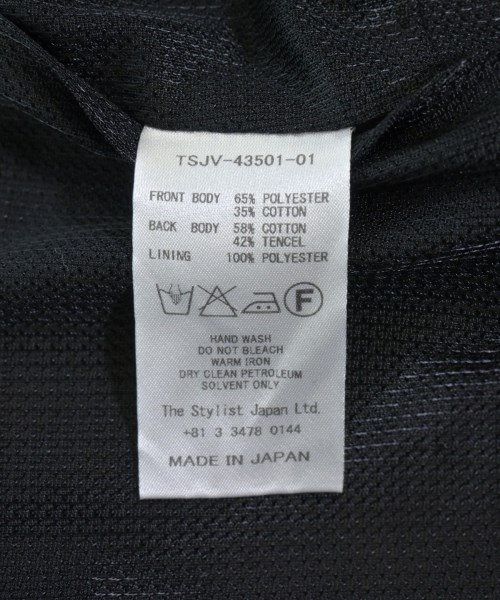 TSJV-43501-01
FRONT BODY 65% POLYESTER
35% COTTON
BACK BODY 58% COTTON
42% TENCEL
LINING 100% POLYESTER
F
HAND WASH
DO NOT BLEACH
WARM IRON
DRY CLEAN PETROLEUM
SOLVENT ONLY
The Stylist Japan Ltd.
+81 3 3478 0144
MADE IN JAPAN